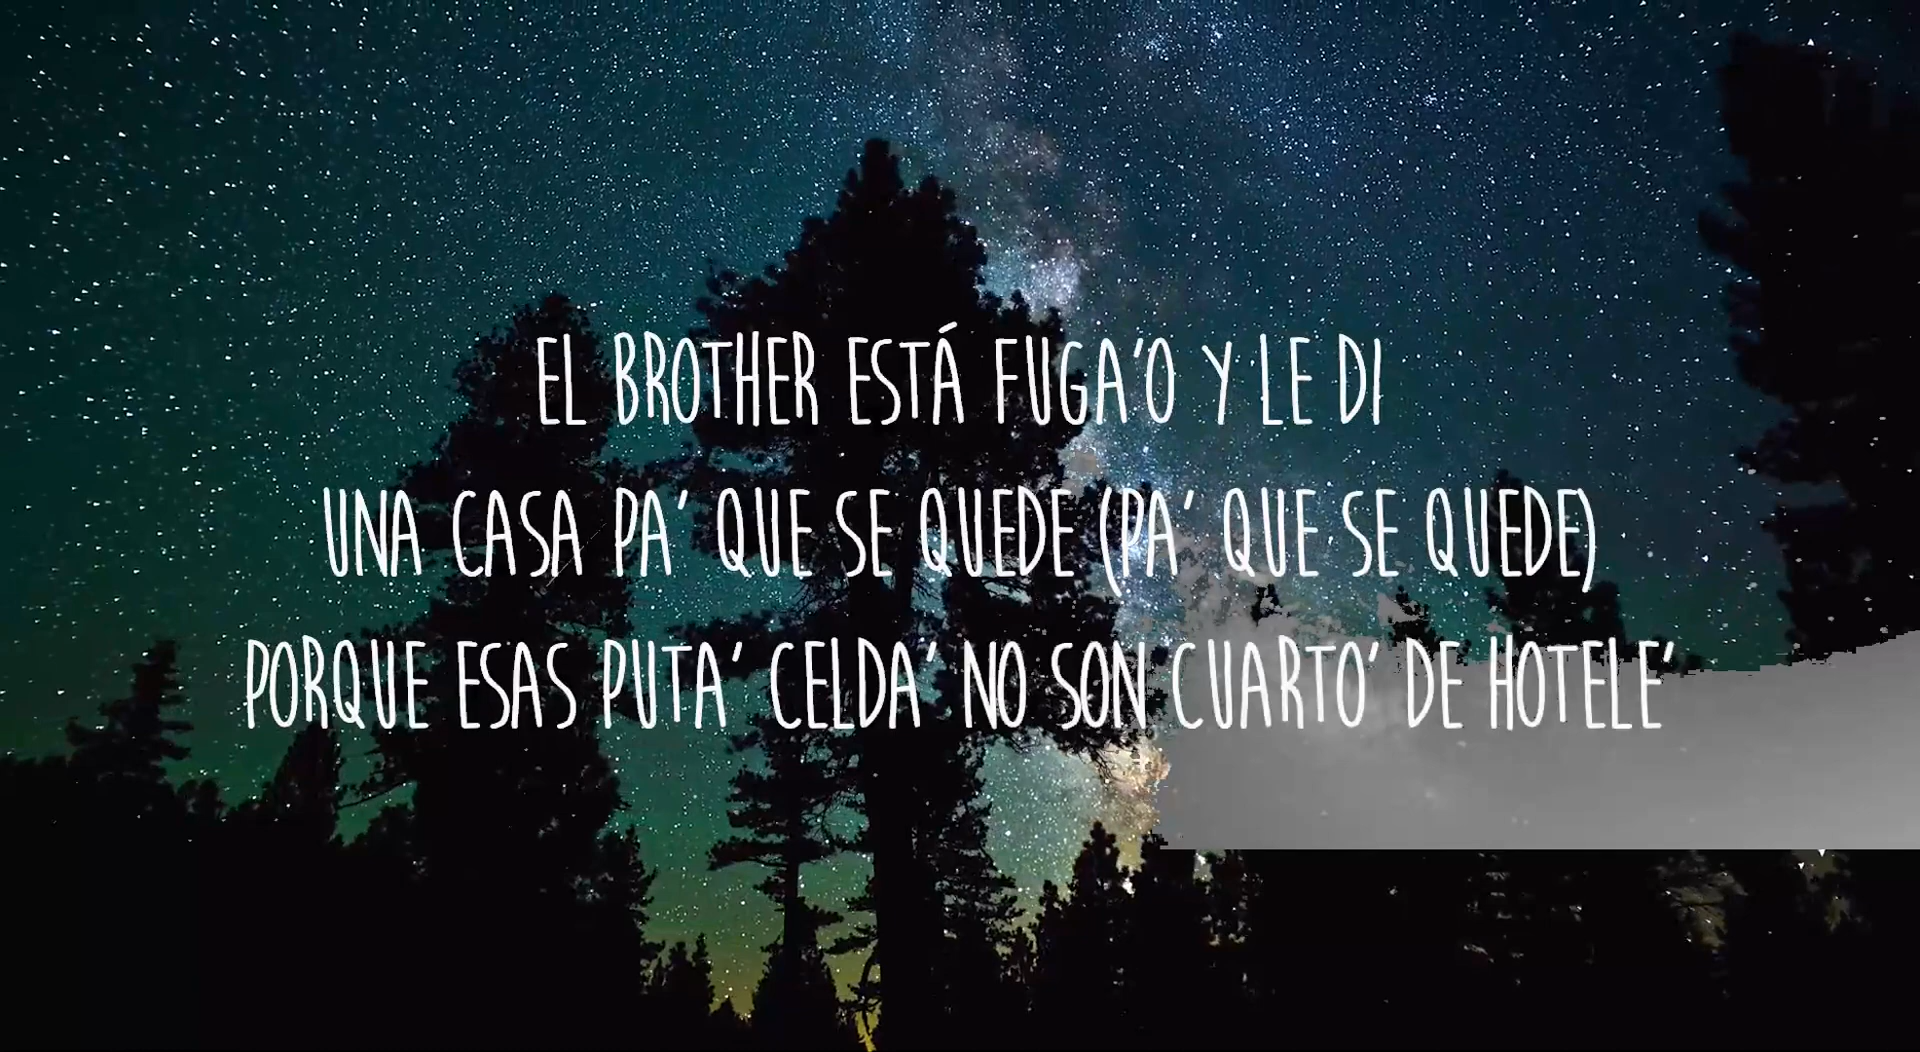 EL BROTHER ESTÁ FUGA'O Y LE DI
UNA CASA PA' QUE SE QUEDE (PA' QUE SE QUEDE)
PORQUE ESAS PUTA' CELDA' NO SON CUARTO' DE HOTELE'